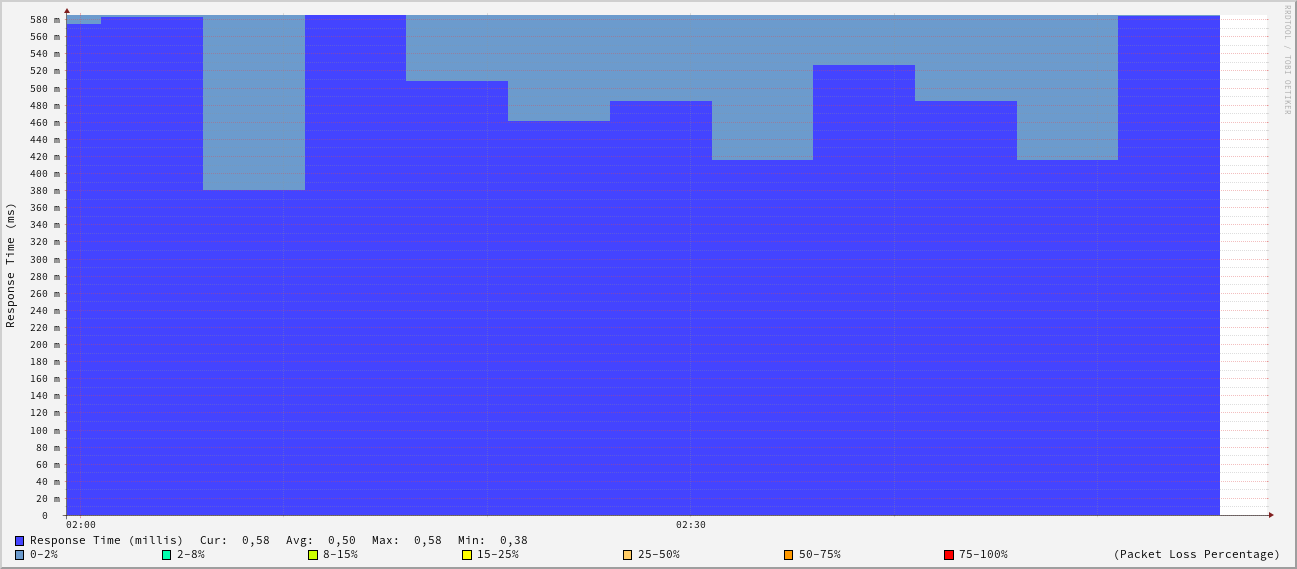 580 m
560 m
540 m
520 m
500 m
480 m
460 m
440 m
420 m
400 m
380 m
360 m
340 m
320 m
300 m
280 m
260 m
240 m
220 m
200 m
180 m
160 m
140 m
120 m
100 m
80 m
60 m
40 m
20 m
0
Response Time (ms)
RRDTOOL / TOBI OETIKER
02:00 02:30
Response Time (millis) Cur: 0,58 Avg: 0,50 Max: 0,58 Min: 0,38
0-2% 2-8% 8-15% 15-25% 25-50% 50-75% 75-100% (Packet Loss Percentage)